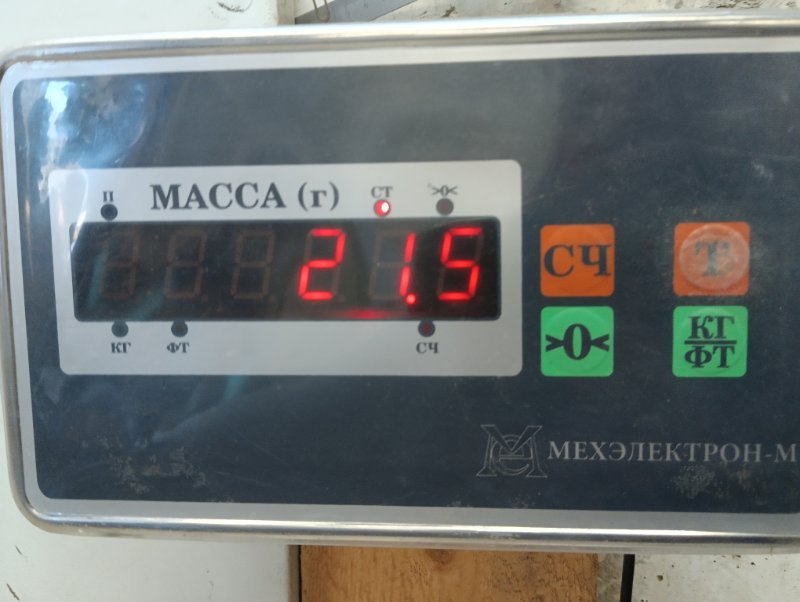 П МАССА (г) СТ >0<
21.5
КГ ФТ СЧ
СЧ Т
>0< КГ/ФТ
МЕХЭЛЕКТРОН-М